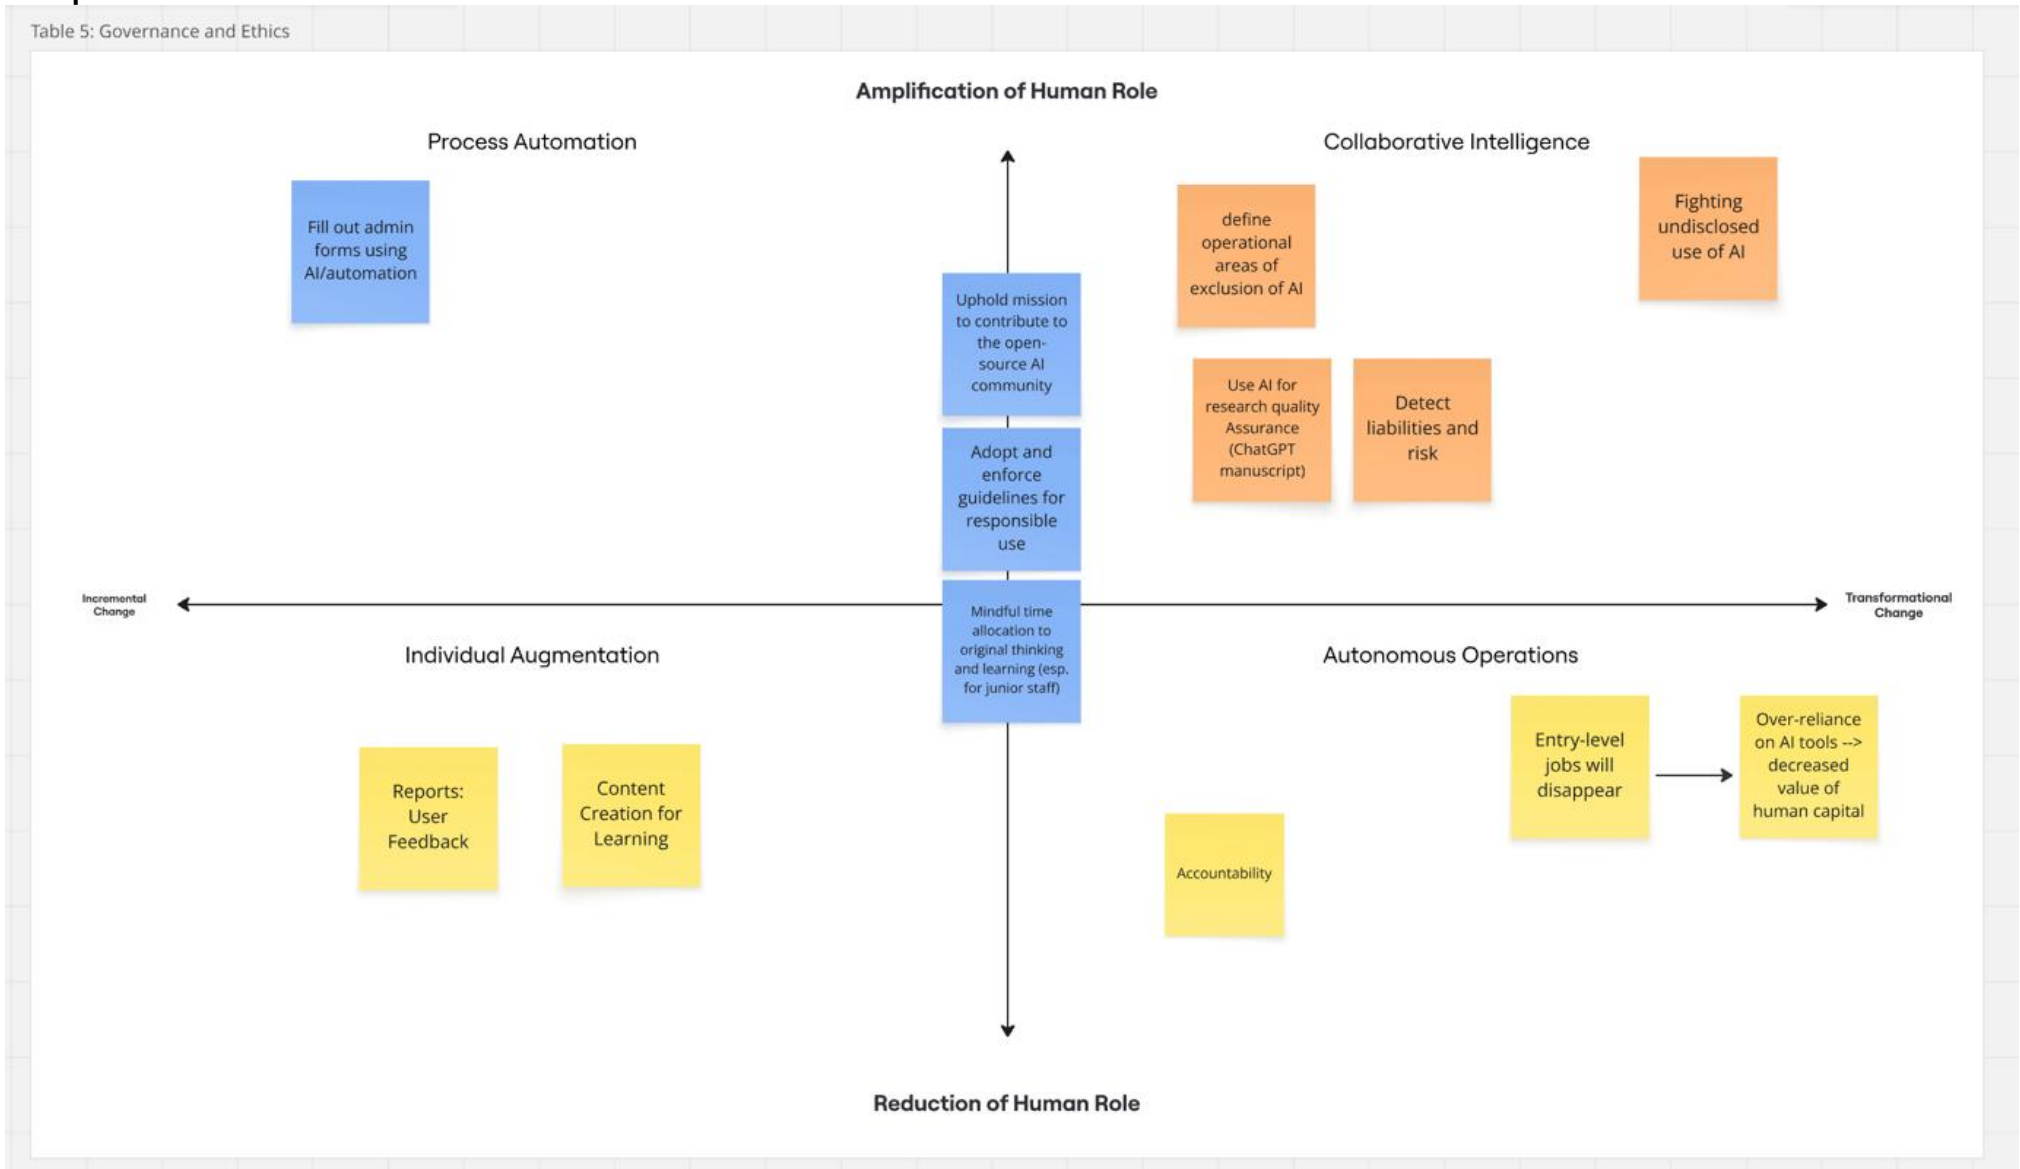 Table 5: Governance and Ethics
Amplification of Human Role
Process Automation
Collaborative Intelligence
Fill out admin
forms using
AI/automation
define
operational
areas of
exclusion of AI
Fighting
undisclosed
use of AI
Uphold mission
to contribute to
the open-
source AI
community
Use AI for
research quality
Assurance
(ChatGPT
manuscript)
Detect
liabilities and
risk
Adopt and
enforce
guidelines for
responsible
use
Incremental
Change
Transformational
Change
Mindful time
allocation to
original thinking
and learning (esp.
for junior staff)
Individual Augmentation
Autonomous Operations
Reports:
User
Feedback
Content
Creation for
Learning
Entry-level
jobs will
disappear
Over-reliance
on AI tools -->
decreased
value of
human capital
Accountability
Reduction of Human Role